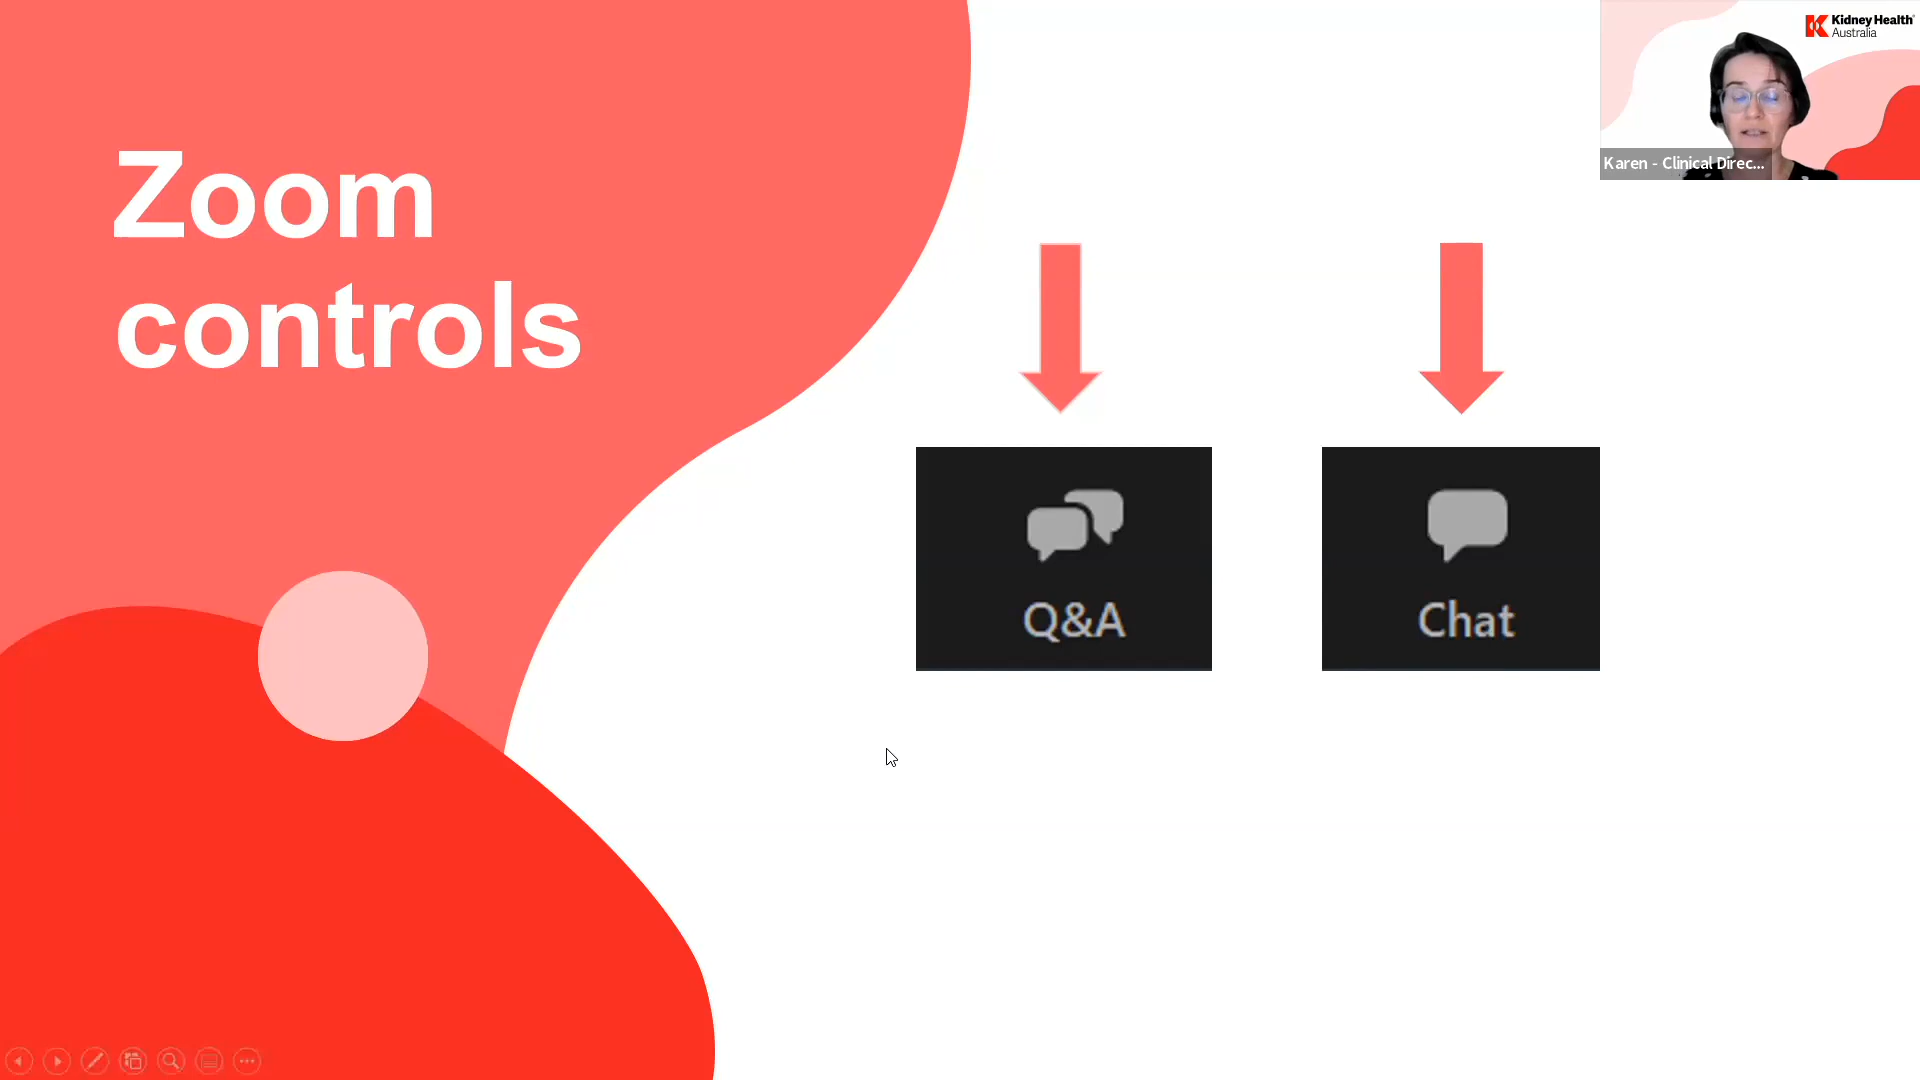 Zoom
controls
Kidney Health
Australia
Karen - Clinical Direc...
Q&A
Chat